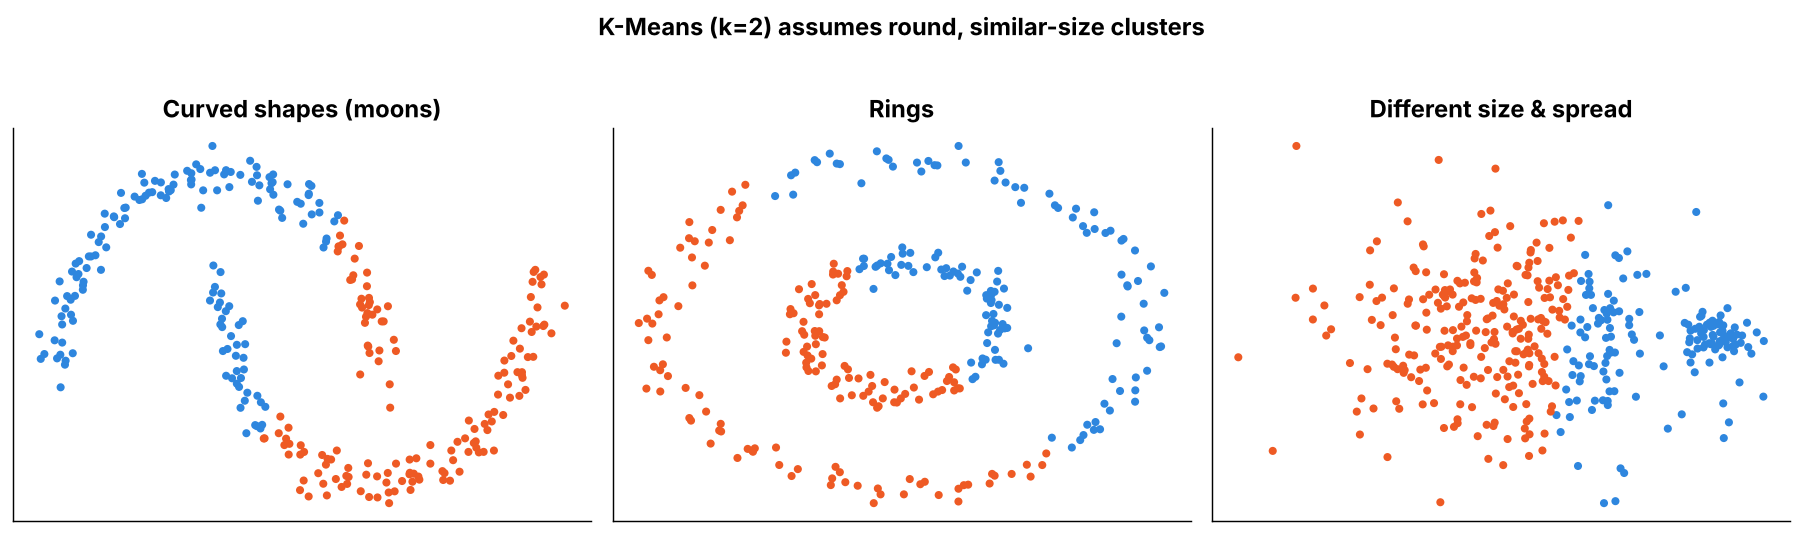 K-Means (k=2) assumes round, similar-size clusters
Curved shapes (moons)
Rings
Different size & spread